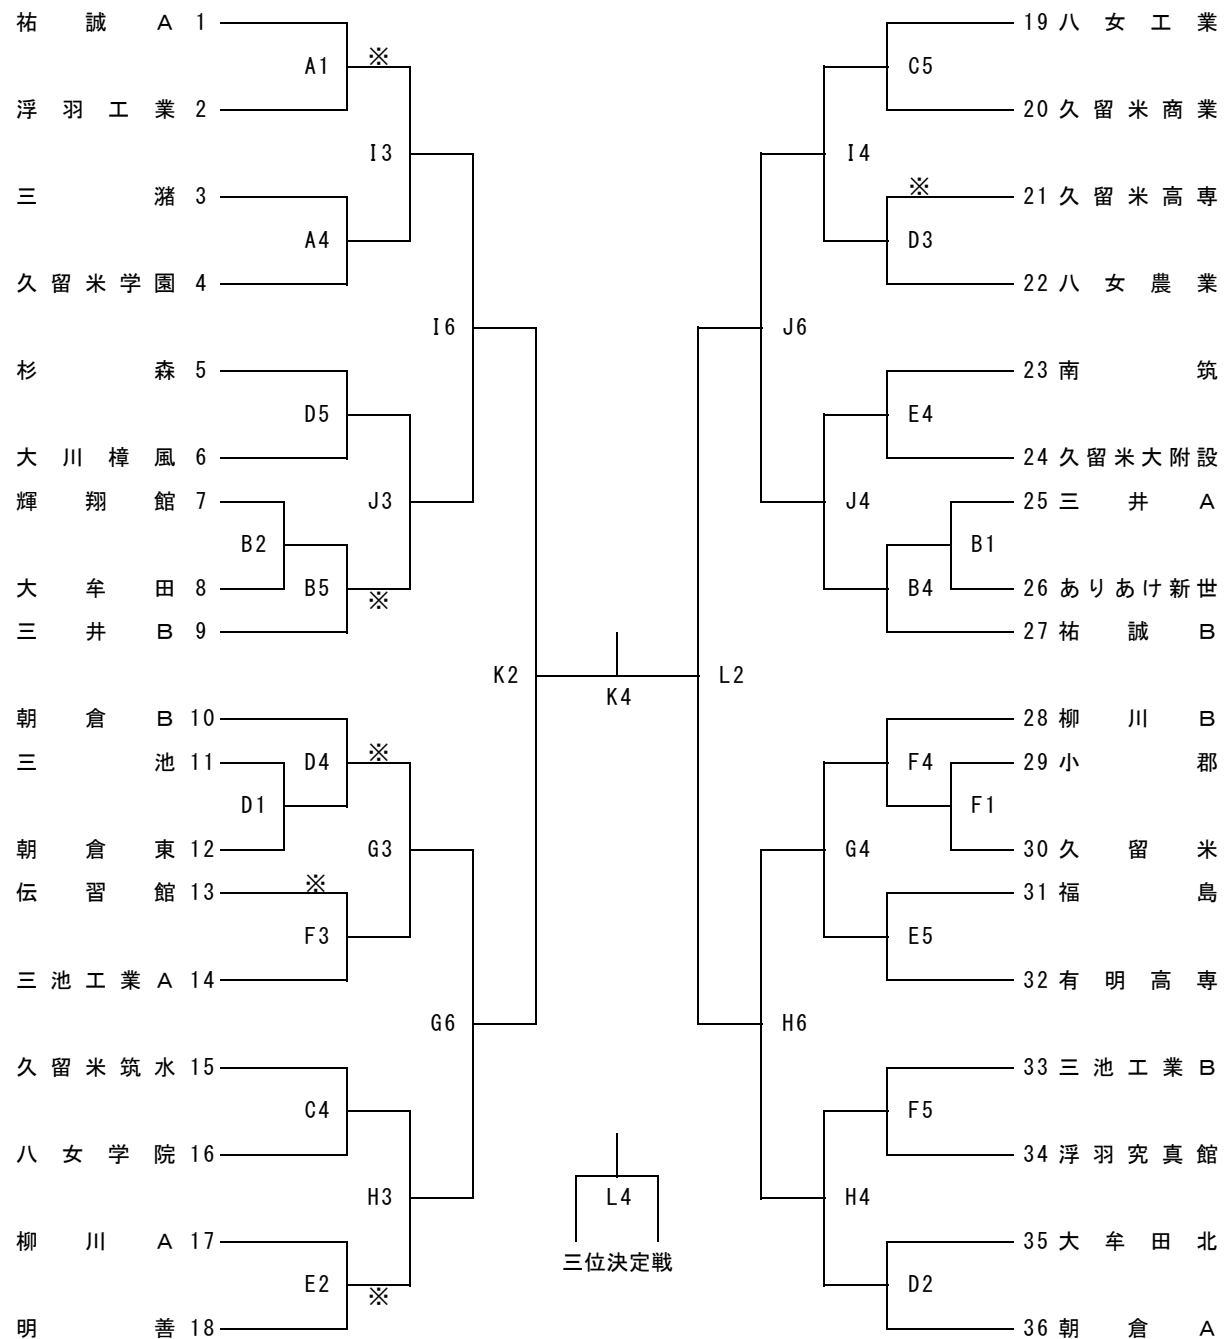 祐誠A 1
A1
※
浮羽工業 2
I3
三潴 3
A4
久留米学園 4
I6
杉森 5
D5
大川樟風 6
輝翔館 7
J3
B2
大牟田 8
B5
※
三井B 9
K2
朝倉B 10
※
三池 11
D4
D1
朝倉東 12
G3
伝習館 13
※
F3
三池工業A 14
G6
久留米筑水 15
C4
八女学院 16
H3
柳川A 17
E2
※
明善 18
K4
L4
三位決定戦
19 八女工業
C5
20 久留米商業
I4
※
21 久留米高専
D3
22 八女農業
J6
23 南筑
E4
24 久留米大附設
25 三井A
J4
B1
26 ありあけ新世
B4
27 祐誠B
L2
28 柳川B
F4
29 小郡
F1
30 久留米
G4
31 福島
E5
32 有明高専
H6
33 三池工業B
F5
34 浮羽究真館
H4
35 大牟田北
D2
36 朝倉A